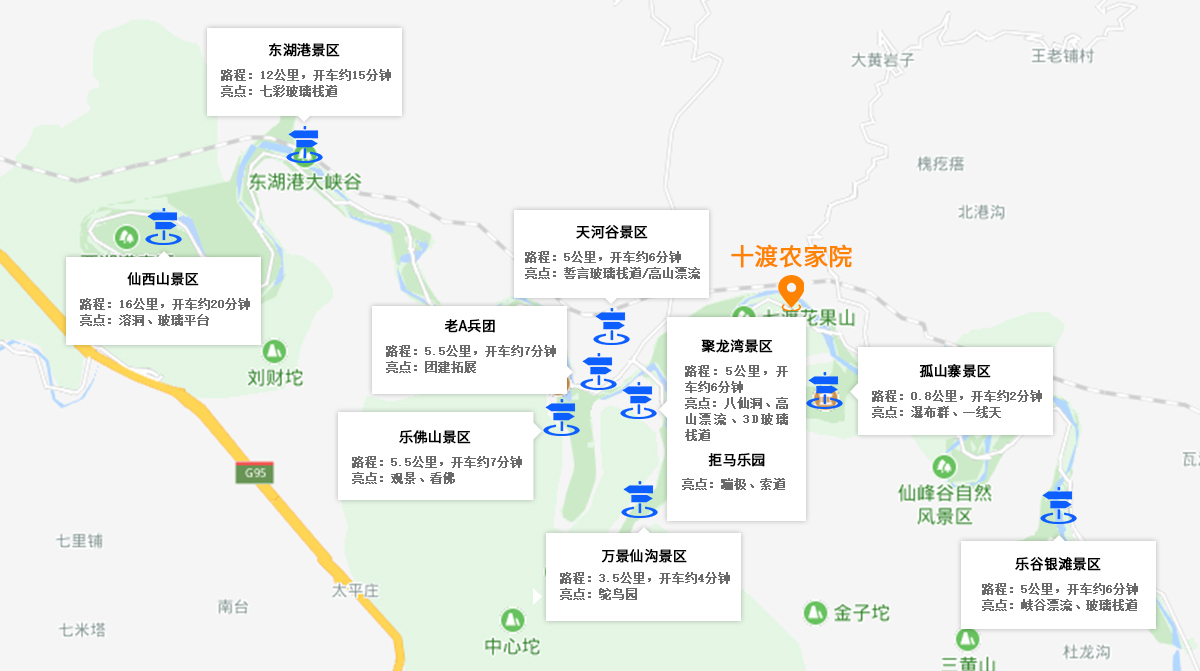 东湖港景区
路程：12公里，开车约15分钟
亮点：七彩玻璃栈道
大黄岩子
王老铺村
槐疙瘩
东湖港大峡谷
北港沟
天河谷景区
路程：5公里，开车约6分钟
亮点：誓言玻璃栈道/高山漂流
十渡农家院
仙西山景区
路程：16公里，开车约20分钟
亮点：溶洞、玻璃平台
老A兵团
路程：5.5公里，开车约7分钟
亮点：团建拓展
十渡花果山
聚龙湾景区
路程：5公里，开
车约6分钟
亮点：八仙洞、高
山漂流、3D玻璃
栈道
拒马乐园
亮点：蹦极、索道
孤山寨景区
路程：0.8公里，开车约2分钟
亮点：瀑布群、一线天
刘财坨
乐佛山景区
路程：5.5公里，开车约7分钟
亮点：观景、看佛
G95
仙峰谷自然
风景区
七里铺
万景仙沟景区
路程：3.5公里，开车约4分钟
亮点：鸵鸟园
乐谷银滩景区
路程：5公里，开车约6分钟
亮点：峡谷漂流、玻璃栈道
太平庄
南台
七米塔
中心坨
金子坨
三黄山
杜龙沟